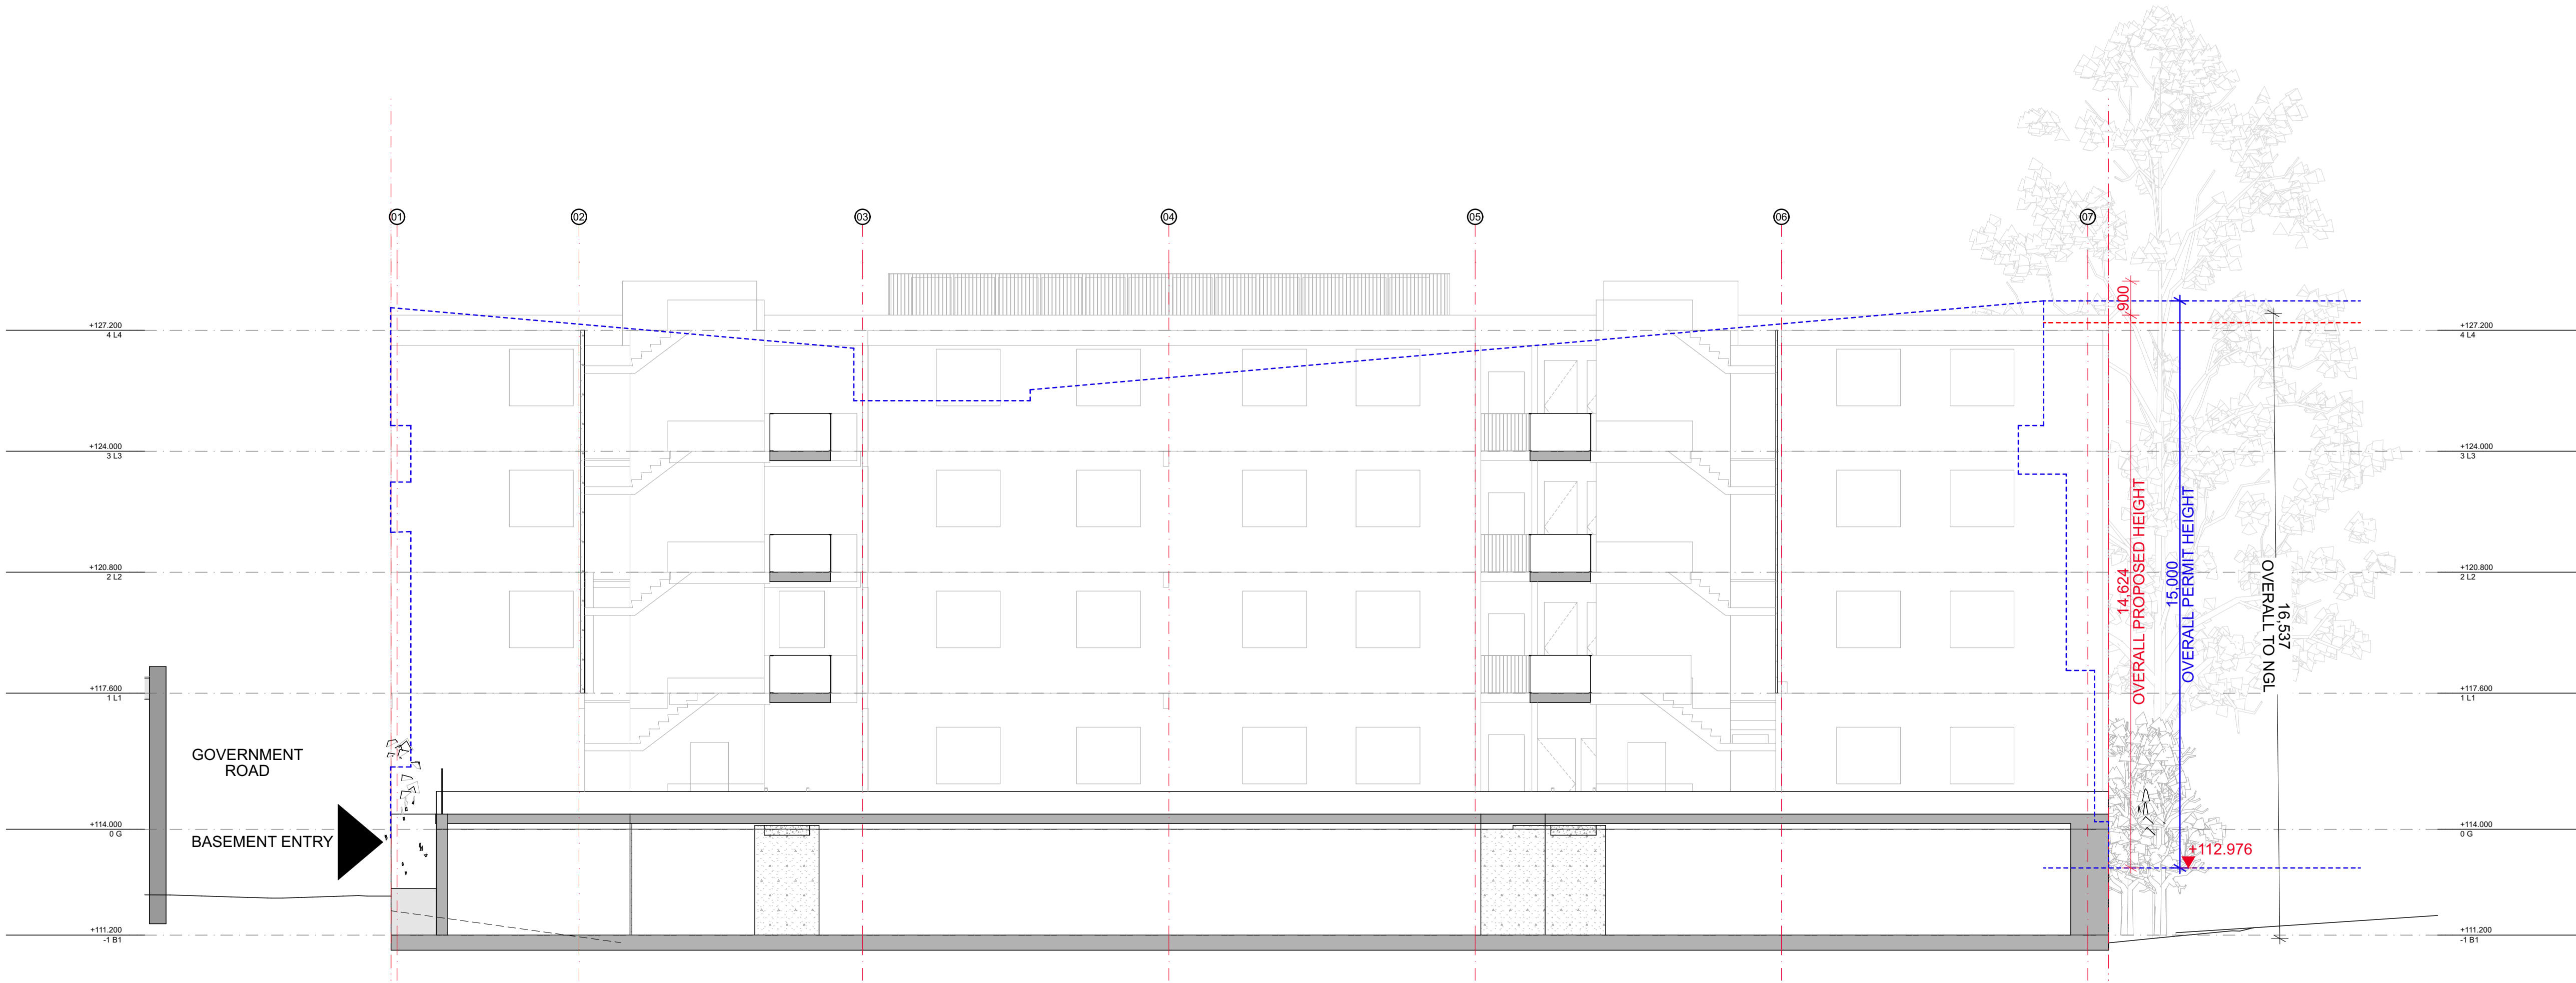 01
02
03
04
05
06
07
+127.200
4 L4
+124.000
3 L3
+120.800
2 L2
+117.600
1 L1
+114.000
0 G
+111.200
-1 B1
GOVERNMENT
ROAD
BASEMENT ENTRY
900
14,624
OVERALL PROPOSED HEIGHT
15,000
OVERALL PERMIT HEIGHT
16,537
OVERALL TO NGL
+112.976
+127.200
4 L4
+124.000
3 L3
+120.800
2 L2
+117.600
1 L1
+114.000
0 G
+111.200
-1 B1